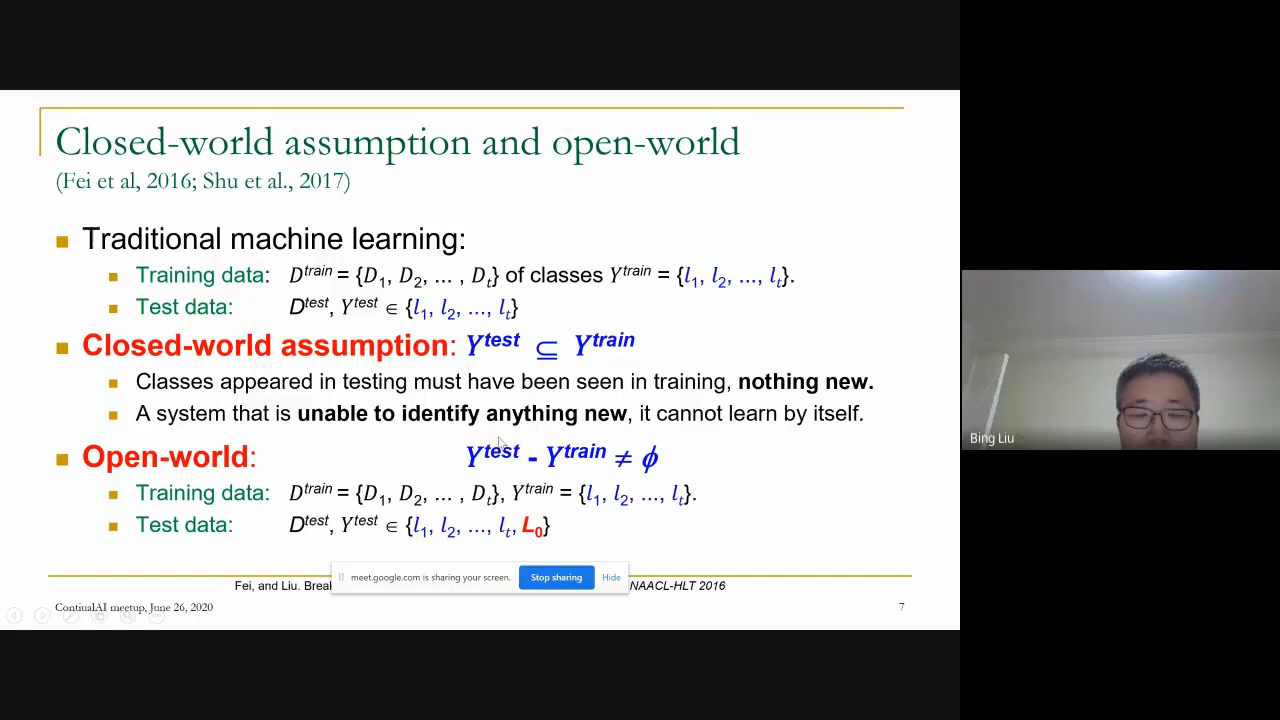 Closed-world assumption and open-world
(Fei et al, 2016; Shu et al., 2017)
Traditional machine learning:
Training data: D^train = {D₁, D₂, ... , Dₜ} of classes Y^train = {l₁, l₂, ..., lₜ}.
Test data: D^test, Y^test ∈ {l₁, l₂, ..., lₜ}
Closed-world assumption: Y^test ⊆ Y^train
Classes appeared in testing must have been seen in training, nothing new.
A system that is unable to identify anything new, it cannot learn by itself.
Open-world: Y^test - Y^train ≠ ϕ
Training data: D^train = {D₁, D₂, ... , Dₜ}, Y^train = {l₁, l₂, ..., lₜ}.
Test data: D^test, Y^test ∈ {l₁, l₂, ..., lₜ, L₀}
Fei, and Liu. NAACL-HLT 2016
meet.google.com is sharing your screen. Stop sharing Hide
ContiualAI meetup, June 26, 2020
7
Bing Liu